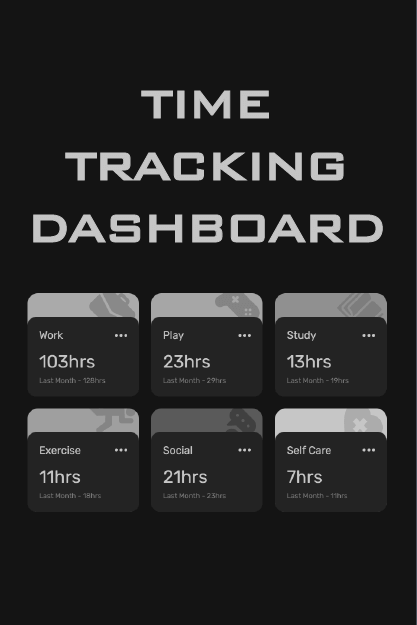 TIME
TRACKING
DASHBOARD
Work
103hrs
Last Month - 128hrs
Play
23hrs
Last Month - 29hrs
Study
13hrs
Last Month - 19hrs
Exercise
11hrs
Last Month - 18hrs
Social
21hrs
Last Month - 23hrs
Self Care
7hrs
Last Month - 11hrs